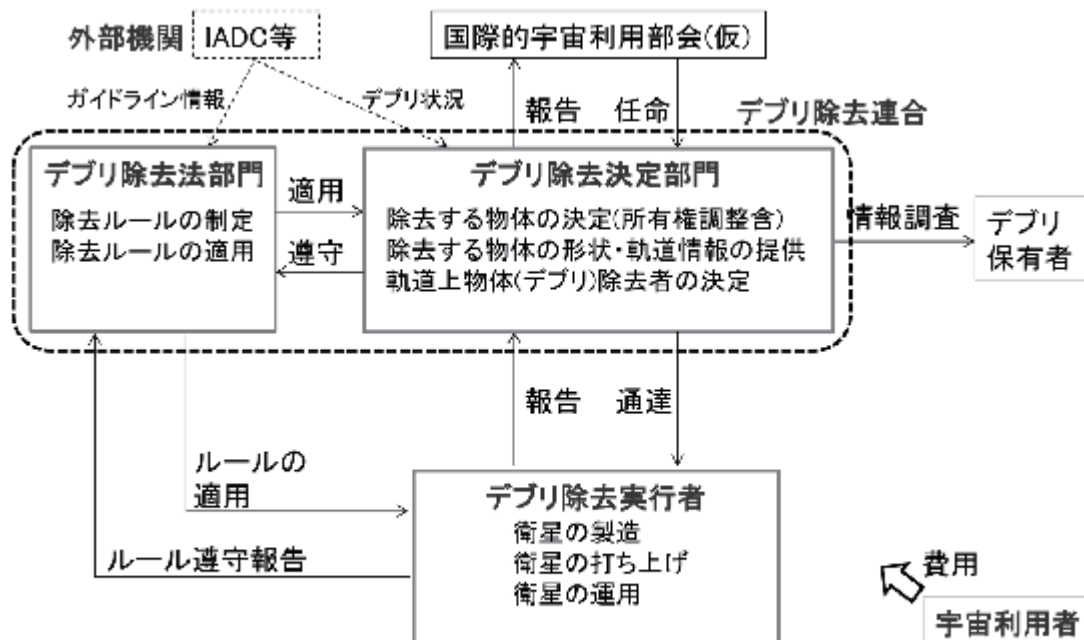 外部機関 IADC等
国際的宇宙利用部会(仮)
ガイドライン情報
デブリ状況
報告 任命
デブリ除去連合
デブリ除去法部門
除去ルールの制定
除去ルールの適用
適用
遵守
デブリ除去決定部門
除去する物体の決定(所有権調整含)
除去する物体の形状・軌道情報の提供
軌道上物体(デブリ)除去者の決定
情報調査
デブリ
保有者
報告 通達
ルールの
適用
ルール遵守報告
デブリ除去実行者
衛星の製造
衛星の打ち上げ
衛星の運用
費用
宇宙利用者